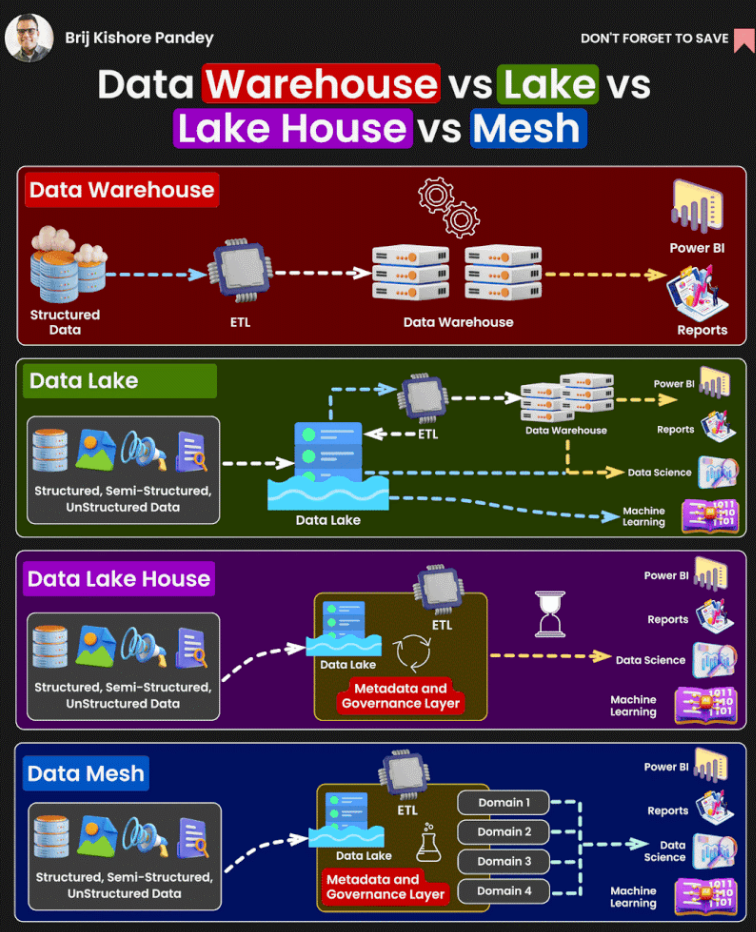 Brij Kishore Pandey
DON'T FORGET TO SAVE
Data Warehouse vs Lake vs
Lake House vs Mesh
Data Warehouse
Structured
Data
ETL
Data Warehouse
Power BI
Reports
Data Lake
Structured, Semi-Structured,
UnStructured Data
Data Lake
ETL
Data Warehouse
Power BI
Reports
Data Science
Machine
Learning
Data Lake House
Structured, Semi-Structured,
UnStructured Data
ETL
Data Lake
Metadata and
Governance Layer
Power BI
Reports
Data Science
Machine
Learning
Data Mesh
Structured, Semi-Structured,
UnStructured Data
ETL
Data Lake
Metadata and
Governance Layer
Domain 1
Domain 2
Domain 3
Domain 4
Power BI
Reports
Data
Science
Machine
Learning